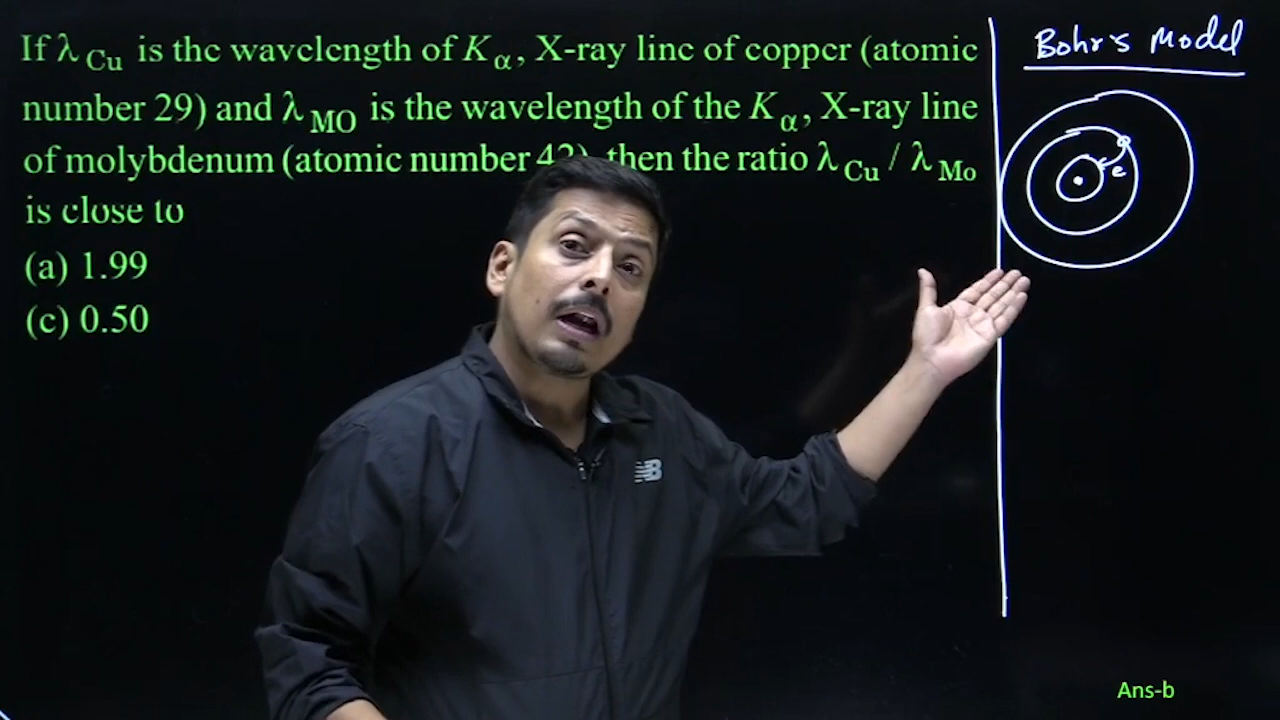 If λ Cu is the wavelength of K α, X-ray line of copper (atomic
number 29) and λ MO is the wavelength of the K α, X-ray line
of molybdenum (atomic number then the ratio λ Cu / λ Mo
is close to
(a) 1.99
(c) 0.50
Bohr's Model
e
NB
Ans-b